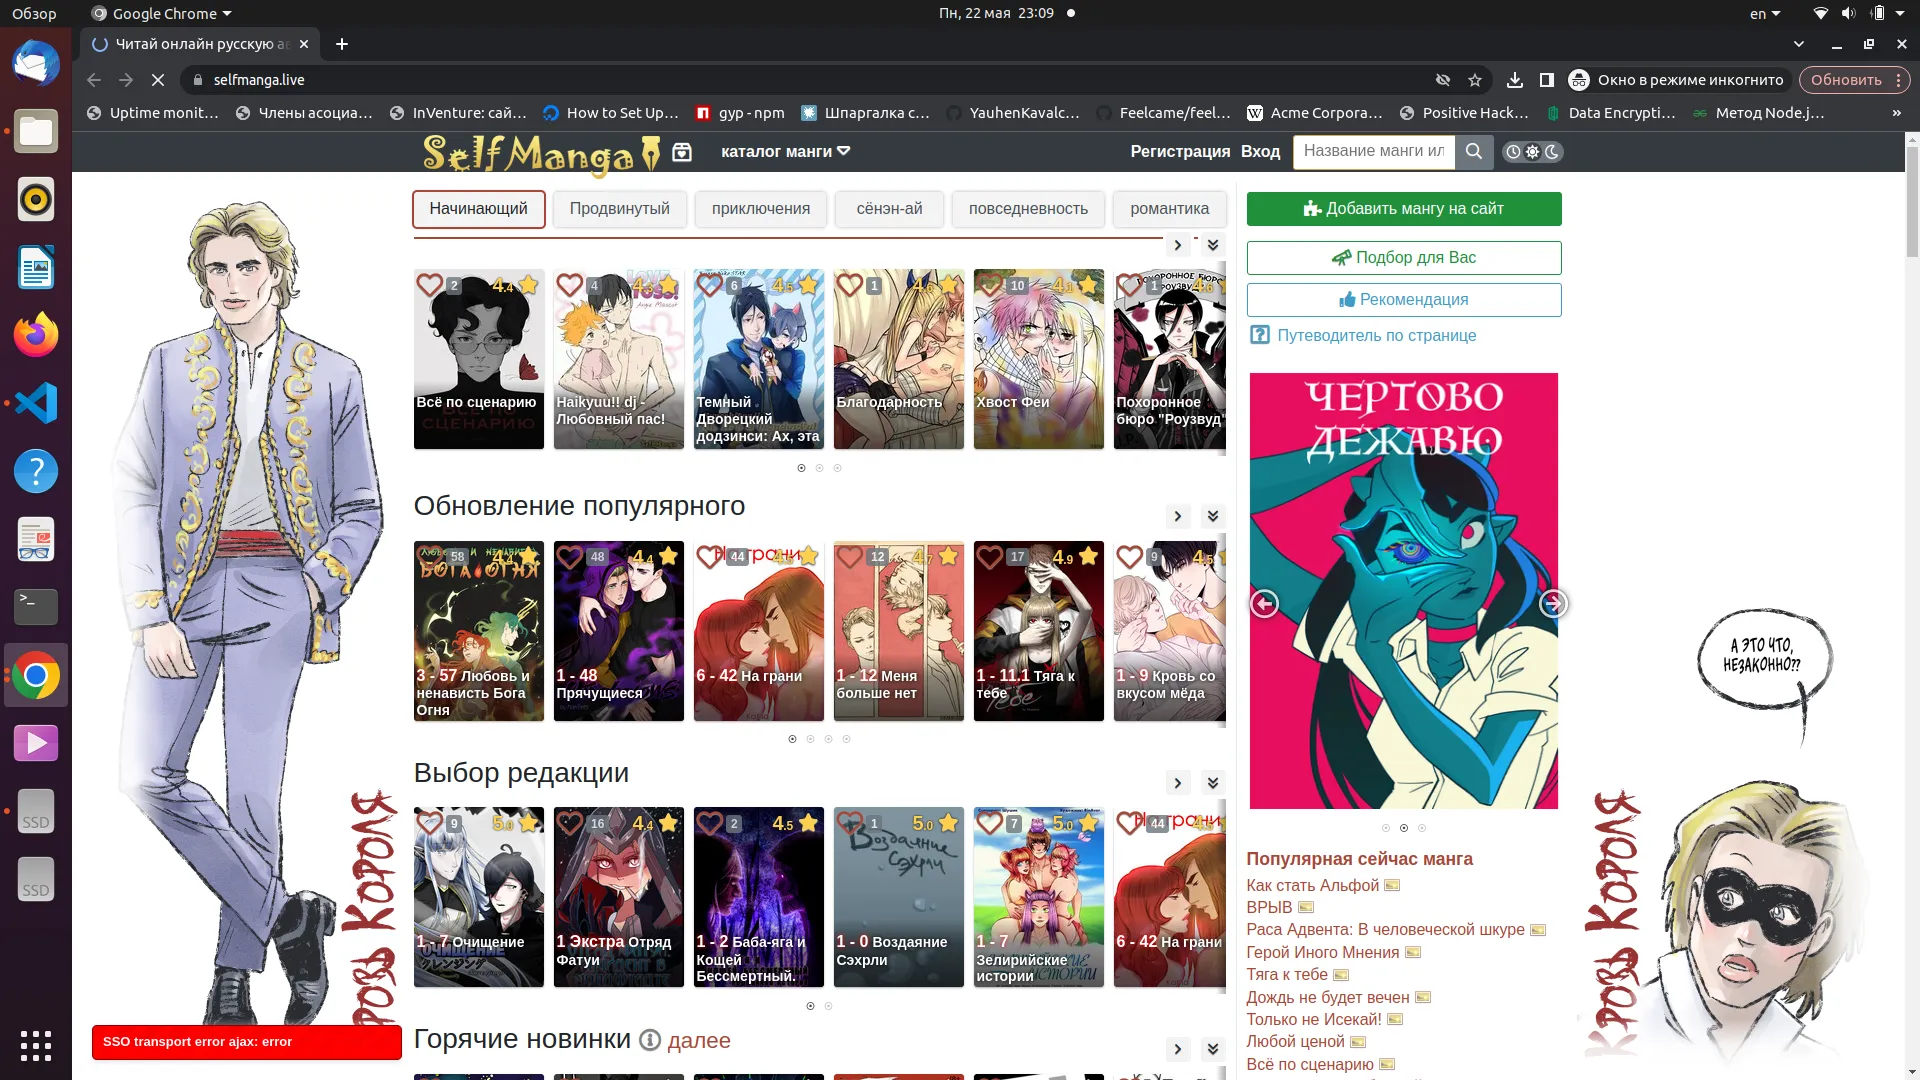 Обзор
Google Chrome
Пн, 22 мая 23:09
en
Читай онлайн русскую ав
selfmanga.live
Окно в режиме инкогнито
Обновить
Uptime monit…
Члены асоциа…
InVenture: сай…
How to Set Up…
gyp - npm
Шпаргалка с…
YauhenKavalc…
Feelcame/feel…
Acme Corpora…
Positive Hack…
Data Encrypti…
Метод Node.j…
»
SelfManga
каталог манги
Регистрация
Вход
Название манги ил
Начинающий
Продвинутый
приключения
сёнэн-ай
повседневность
романтика
Добавить мангу на сайт
Подбор для Вас
Рекомендация
Путеводитель по странице
2 4.4
4 4.3
6 4.5
1
10 4.1
1 4.6
Всё по сценарию
Haikyuu!! dj - Любовный пас!
Темный Дворецкий додзинси: Ах, эта
Благодарность
Хвост Феи
Похоронное бюро "Роузвуд"
ЧЕРТОВО
ДЕЖАВЮ
Обновление популярного
58 4.4
48 4.4
44
12 4.7
17 4.9
9 4.5
БОГА ОГНЯ
3 - 57 Любовь и ненависть Бога Огня
1 - 48 Прячущиеся
6 - 42 На грани
1 - 12 Меня больше нет
1 - 11.1 Тяга к тебе
1 - 9 Кровь со вкусом мёда
А ЭТО ЧТО,
НЕЗАКОННО??
Выбор редакции
9 5.0
16 4.4
2 4.5
1 5.0
7 5.0
44 4.5
Воздаяние
Сэхрли
1 - 7 Очищение
1 Экстра Отряд Фатуи
1 - 2 Баба-яга и Кощей Бессмертный.
1 - 0 Воздаяние Сэхрли
1 - 7 Зелирийские истории
6 - 42 На грани
Популярная сейчас манга
Как стать Альфой
ВРЫВ
Раса Адвента: В человеческой шкуре
Герой Иного Мнения
Тяга к тебе
Дождь не будет вечен
Только не Исекай!
Любой ценой
Всё по сценарию
Горячие новинки
далее
SSO transport error ajax: error
SSD
SSD
КОРОЛЯ
КОРОЛЯ